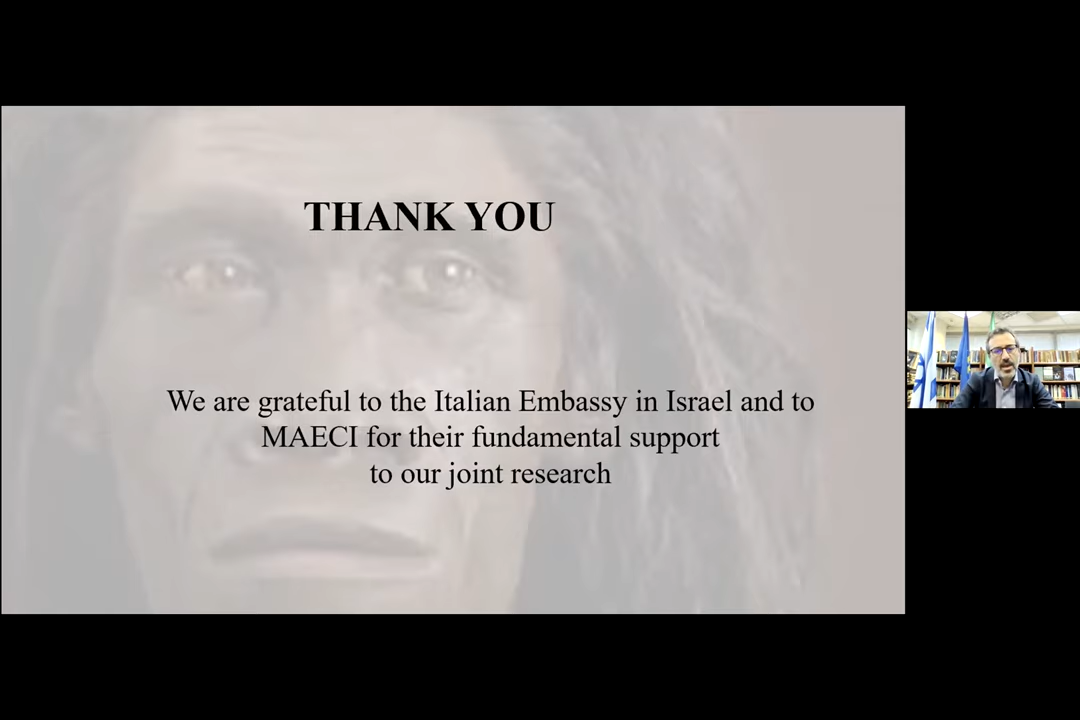 THANK YOU
We are grateful to the Italian Embassy in Israel and to
MAECI for their fundamental support
to our joint research